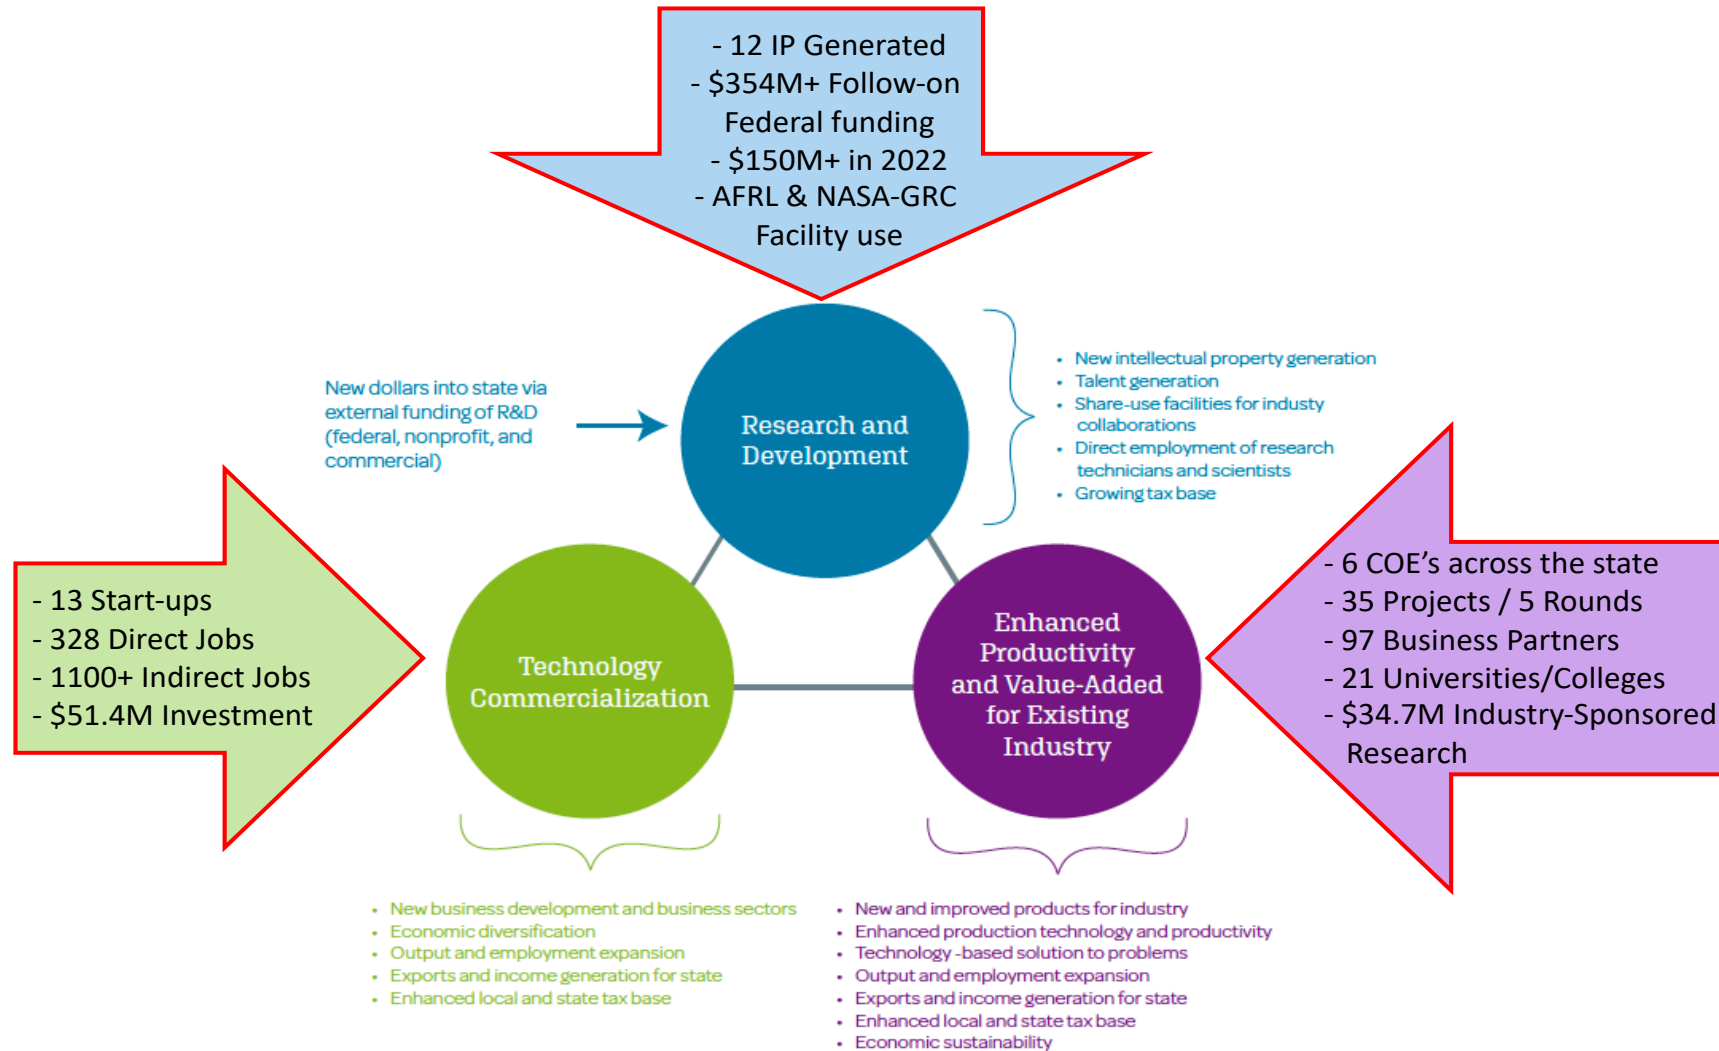 - 12 IP Generated
- $354M+ Follow-on
Federal funding
- $150M+ in 2022
- AFRL & NASA-GRC
Facility use
New dollars into state via
external funding of R&D
(federal, nonprofit, and
commercial)
Research and
Development
• New intellectual property generation
• Talent generation
• Share-use facilities for industy
collaborations
• Direct employment of research
technicians and scientists
• Growing tax base
- 13 Start-ups
- 328 Direct Jobs
- 1100+ Indirect Jobs
- $51.4M Investment
Technology
Commercialization
Enhanced
Productivity
and Value-Added
for Existing
Industry
- 6 COE’s across the state
- 35 Projects / 5 Rounds
- 97 Business Partners
- 21 Universities/Colleges
- $34.7M Industry-Sponsored
Research
• New business development and business sectors
• Economic diversification
• Output and employment expansion
• Exports and income generation for state
• Enhanced local and state tax base
• New and improved products for industry
• Enhanced production technology and productivity
• Technology -based solution to problems
• Output and employment expansion
• Exports and income generation for state
• Enhanced local and state tax base
• Economic sustainability